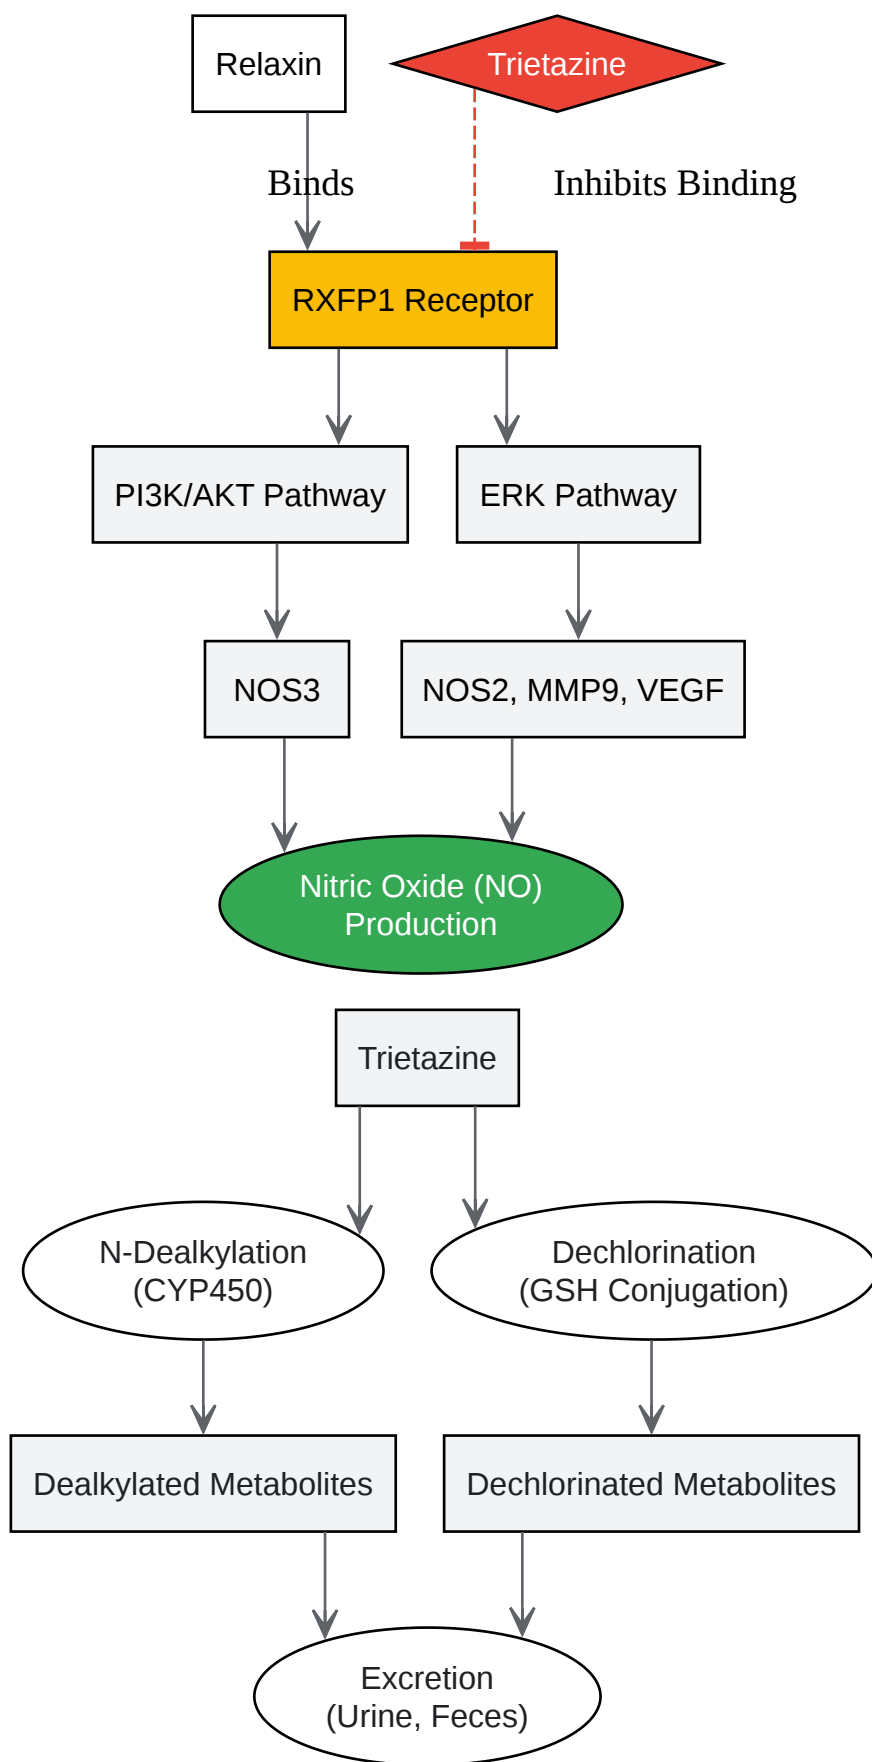 Relaxin
Trietazine
Binds
Inhibits Binding
RXFP1 Receptor
PI3K/AKT Pathway
ERK Pathway
NOS3
NOS2, MMP9, VEGF
Nitric Oxide (NO)
Production
Trietazine
N-Dealkylation
(CYP450)
Dechlorination
(GSH Conjugation)
Dealkylated Metabolites
Dechlorinated Metabolites
Excretion
(Urine, Feces)